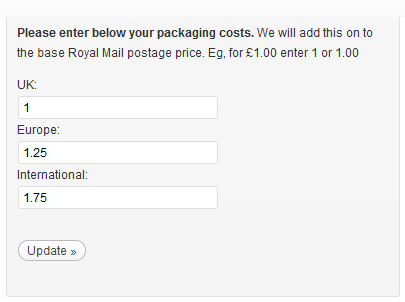 Please enter below your packaging costs. We will add this on to
the base Royal Mail postage price. Eg, for £1.00 enter 1 or 1.00
UK:
1
Europe:
1.25
International:
1.75
Update »